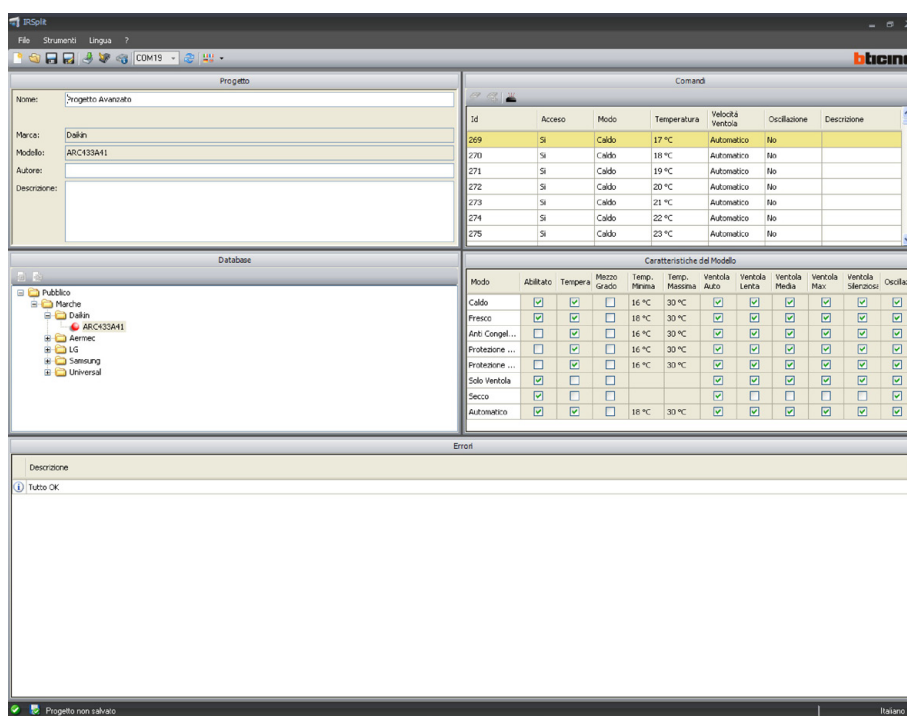 IRSplit
File Strumenti Lingua ?
COM19
bticino
Progetto
Nome: Progetto Avanzato
Marca: Daikin
Modello: ARC433A41
Autore:
Descrizione:
Comandi
Id Acceso Modo Temperatura Velocità Ventola Oscillazione Descrizione
269 Si Caldo 17 °C Automatico No
270 Si Caldo 18 °C Automatico No
271 Si Caldo 19 °C Automatico No
272 Si Caldo 20 °C Automatico No
273 Si Caldo 21 °C Automatico No
274 Si Caldo 22 °C Automatico No
275 Si Caldo 23 °C Automatico No
Database
Pubblico
Marche
Daikin
ARC433A41
Aermec
LG
Samsung
Universal
Caratteristiche del Modello
Modo Abilitato Tempera Mezzo Grado Temp. Minima Temp. Massima Ventola Auto Ventola Lenta Ventola Media Ventola Max Ventola Silenziosa Oscilla
Caldo 16 °C 30 °C
Fresco 18 °C 30 °C
Anti Congel... 16 °C 30 °C
Protezione ... 16 °C 30 °C
Protezione ... 16 °C 30 °C
Solo Ventola
Secco
Automatico 18 °C 30 °C
Errori
Descrizione
Tutto OK
Progetto non salvato
Italiano